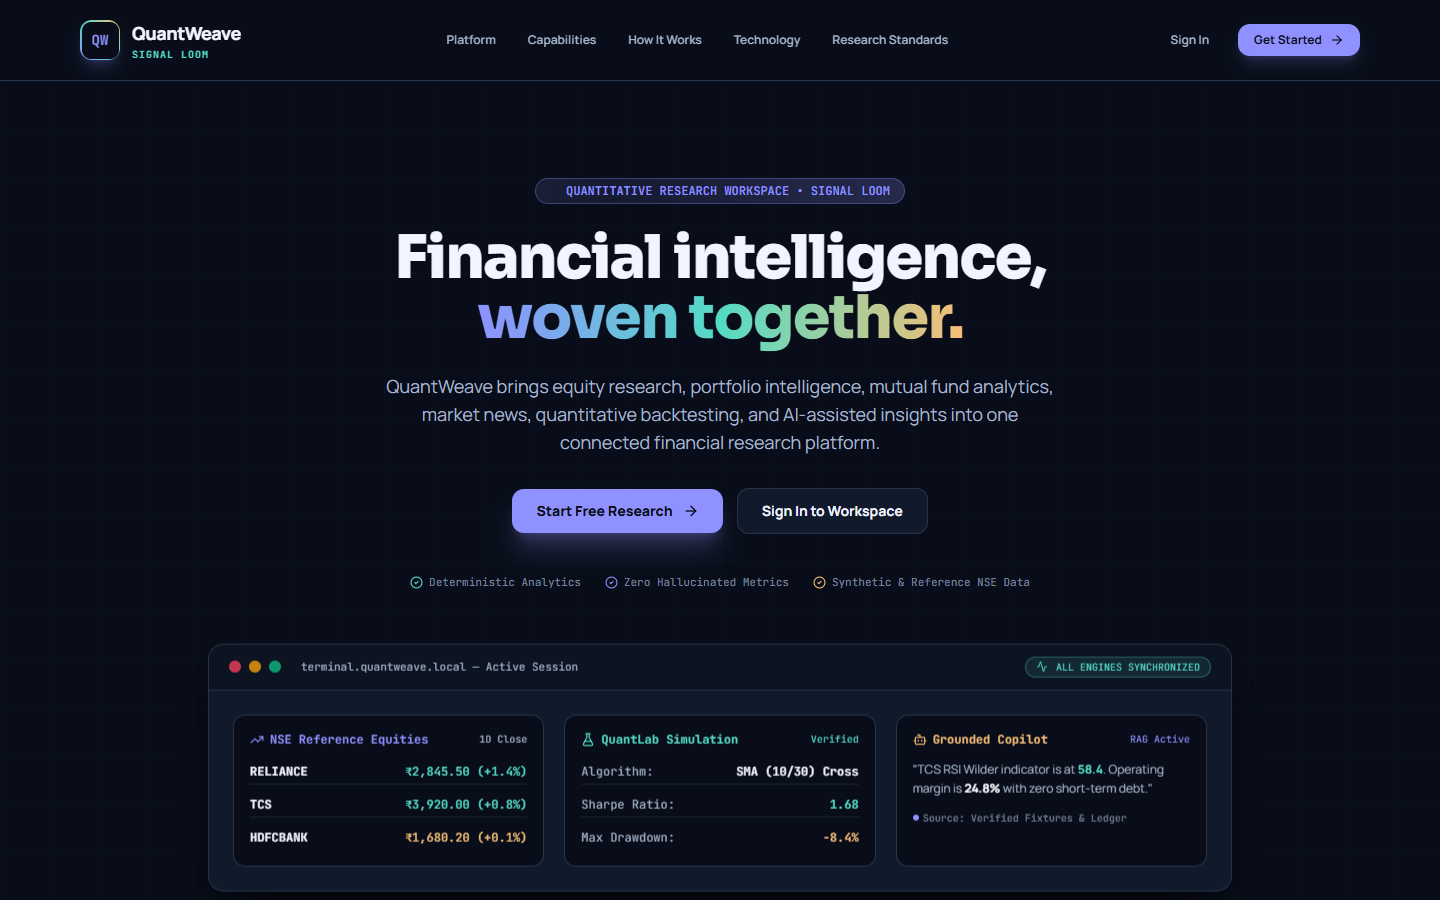 QW
QuantWeave
SIGNAL LOOM
Platform
Capabilities
How It Works
Technology
Research Standards
Sign In
Get Started
QUANTITATIVE RESEARCH WORKSPACE • SIGNAL LOOM
Financial intelligence,
woven together.
QuantWeave brings equity research, portfolio intelligence, mutual fund analytics,
market news, quantitative backtesting, and AI-assisted insights into one
connected financial research platform.
Start Free Research
Sign In to Workspace
Deterministic Analytics
Zero Hallucinated Metrics
Synthetic & Reference NSE Data
terminal.quantweave.local — Active Session
ALL ENGINES SYNCHRONIZED
NSE Reference Equities
1D Close
RELIANCE
₹2,845.50 (+1.4%)
TCS
₹3,920.00 (+0.8%)
HDFCBANK
₹1,680.20 (+0.1%)
QuantLab Simulation
Verified
Algorithm:
SMA (10/30) Cross
Sharpe Ratio:
1.68
Max Drawdown:
-8.4%
Grounded Copilot
RAG Active
"TCS RSI Wilder indicator is at 58.4. Operating
margin is 24.8% with zero short-term debt."
Source: Verified Fixtures & Ledger